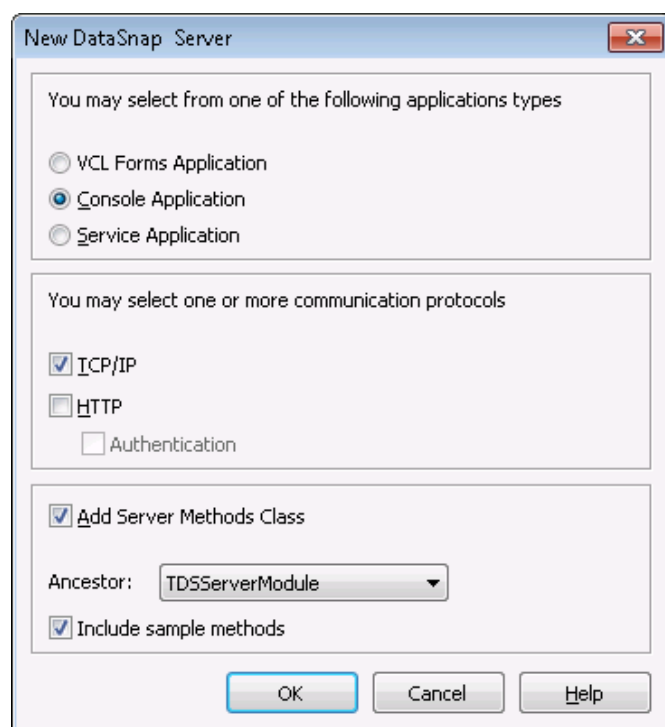 New DataSnap Server
You may select from one of the following applications types
VCL Forms Application
Console Application
Service Application
You may select one or more communication protocols
TCP/IP
HTTP
Authentication
Add Server Methods Class
Ancestor: TDSServerModule
Include sample methods
OK Cancel Help